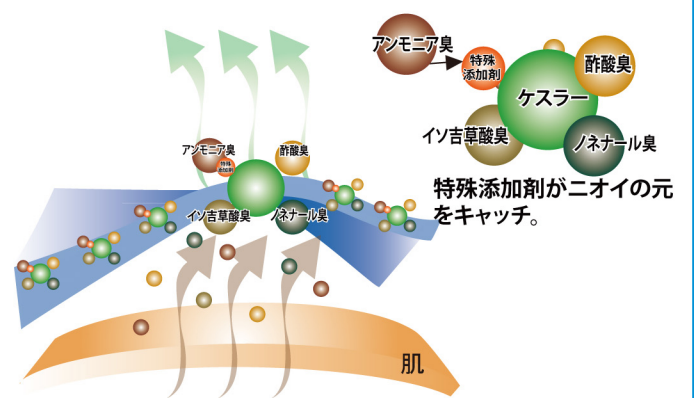 アンモニア臭
特殊
添加剤
酢酸臭
ケスラー
イソ吉草酸臭
ノネナール臭
特殊添加剤がニオイの元
をキャッチ。
アンモニア臭
特殊
添加剤
酢酸臭
イソ吉草酸臭
ノネナール臭
肌